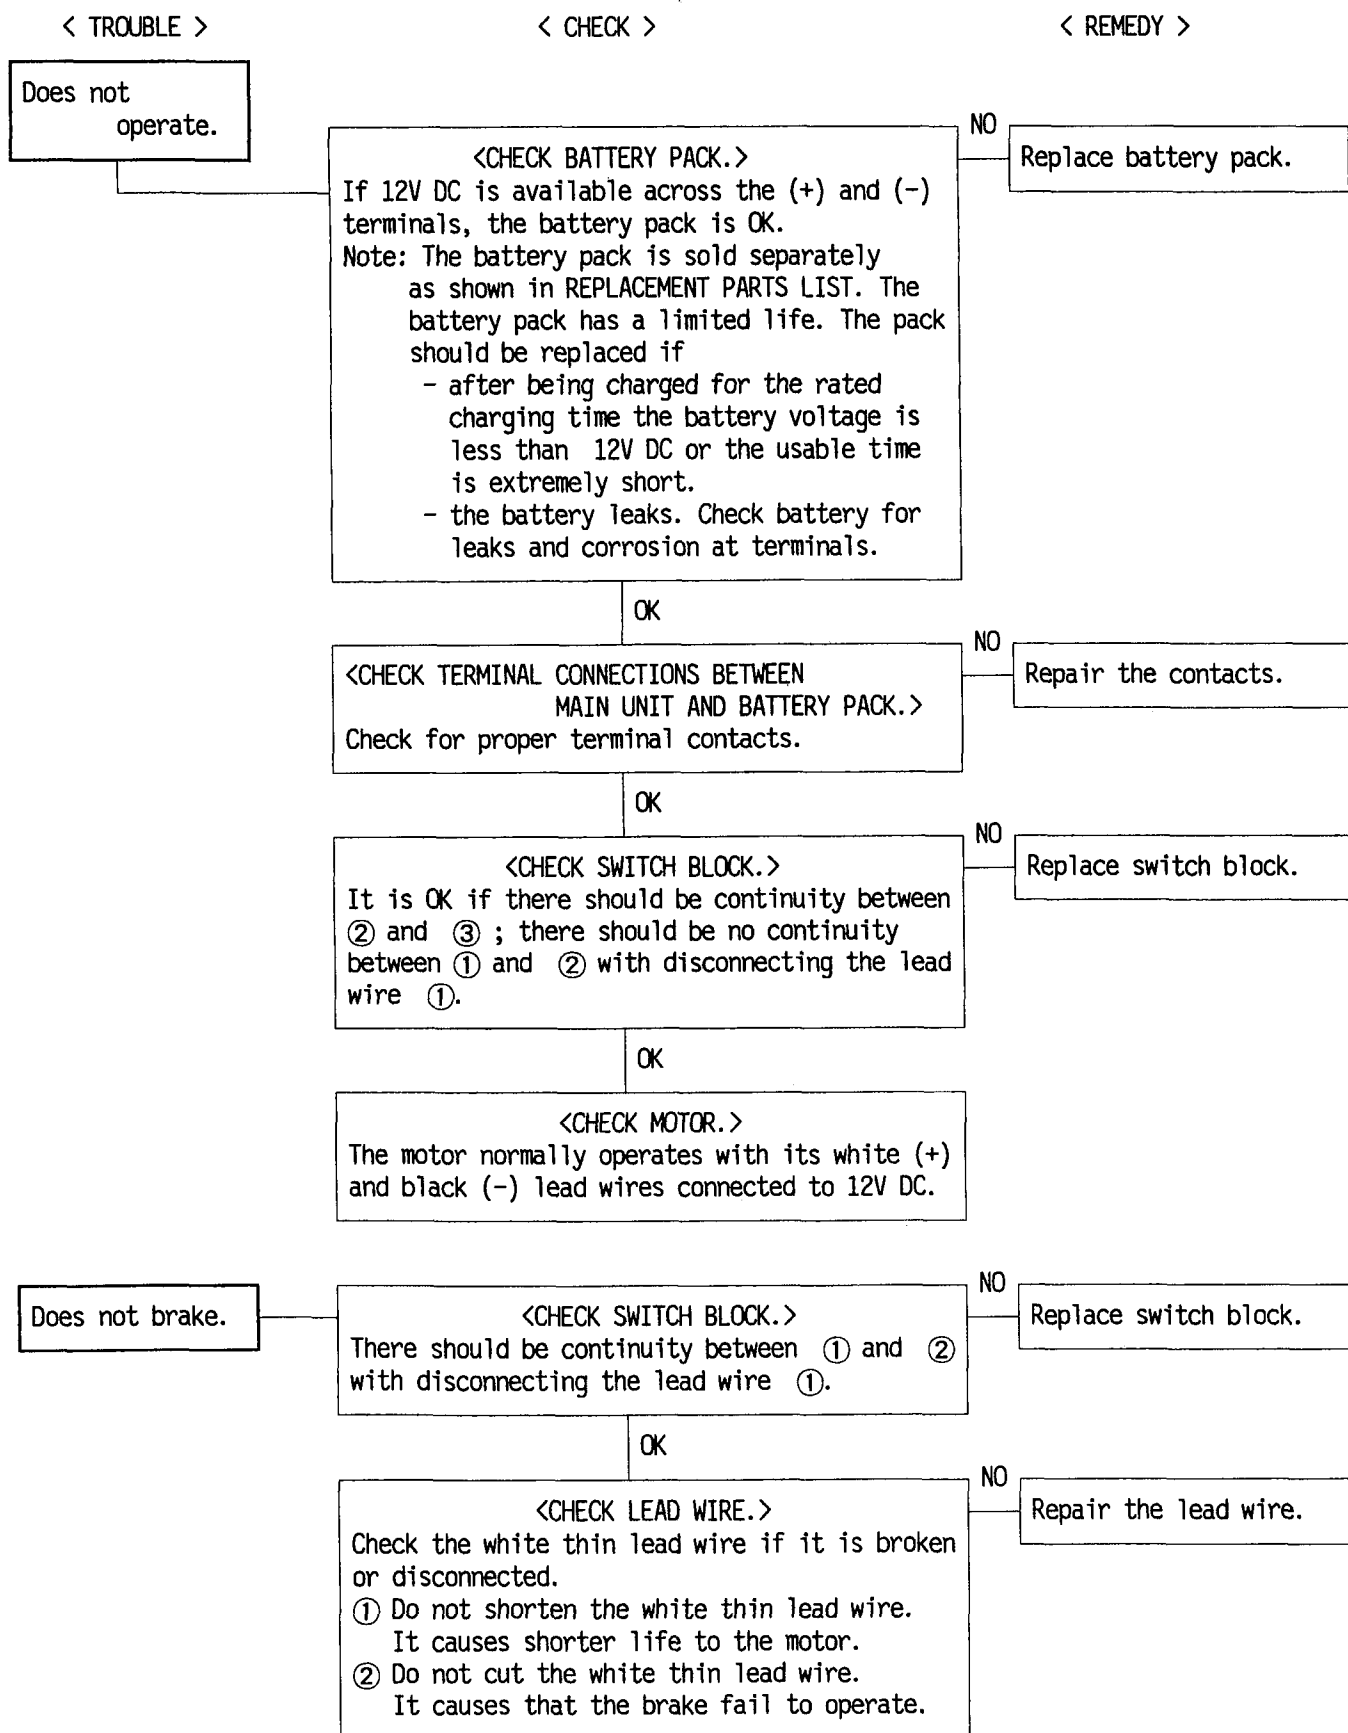 < TROUBLE > < CHECK > < REMEDY >
Does not
operate.
<CHECK BATTERY PACK.>
If 12V DC is available across the (+) and (-)
terminals, the battery pack is OK.
Note: The battery pack is sold separately
as shown in REPLACEMENT PARTS LIST. The
battery pack has a limited life. The pack
should be replaced if
- after being charged for the rated
charging time the battery voltage is
less than 12V DC or the usable time
is extremely short.
- the battery leaks. Check battery for
leaks and corrosion at terminals.
NO
Replace battery pack.
OK
<CHECK TERMINAL CONNECTIONS BETWEEN
MAIN UNIT AND BATTERY PACK.>
Check for proper terminal contacts.
NO
Repair the contacts.
OK
<CHECK SWITCH BLOCK.>
It is OK if there should be continuity between
② and ③ ; there should be no continuity
between ① and ② with disconnecting the lead
wire ①.
NO
Replace switch block.
OK
<CHECK MOTOR.>
The motor normally operates with its white (+)
and black (-) lead wires connected to 12V DC.
Does not brake.
<CHECK SWITCH BLOCK.>
There should be continuity between ① and ②
with disconnecting the lead wire ①.
NO
Replace switch block.
OK
<CHECK LEAD WIRE.>
Check the white thin lead wire if it is broken
or disconnected.
① Do not shorten the white thin lead wire.
It causes shorter life to the motor.
② Do not cut the white thin lead wire.
It causes that the brake fail to operate.
NO
Repair the lead wire.